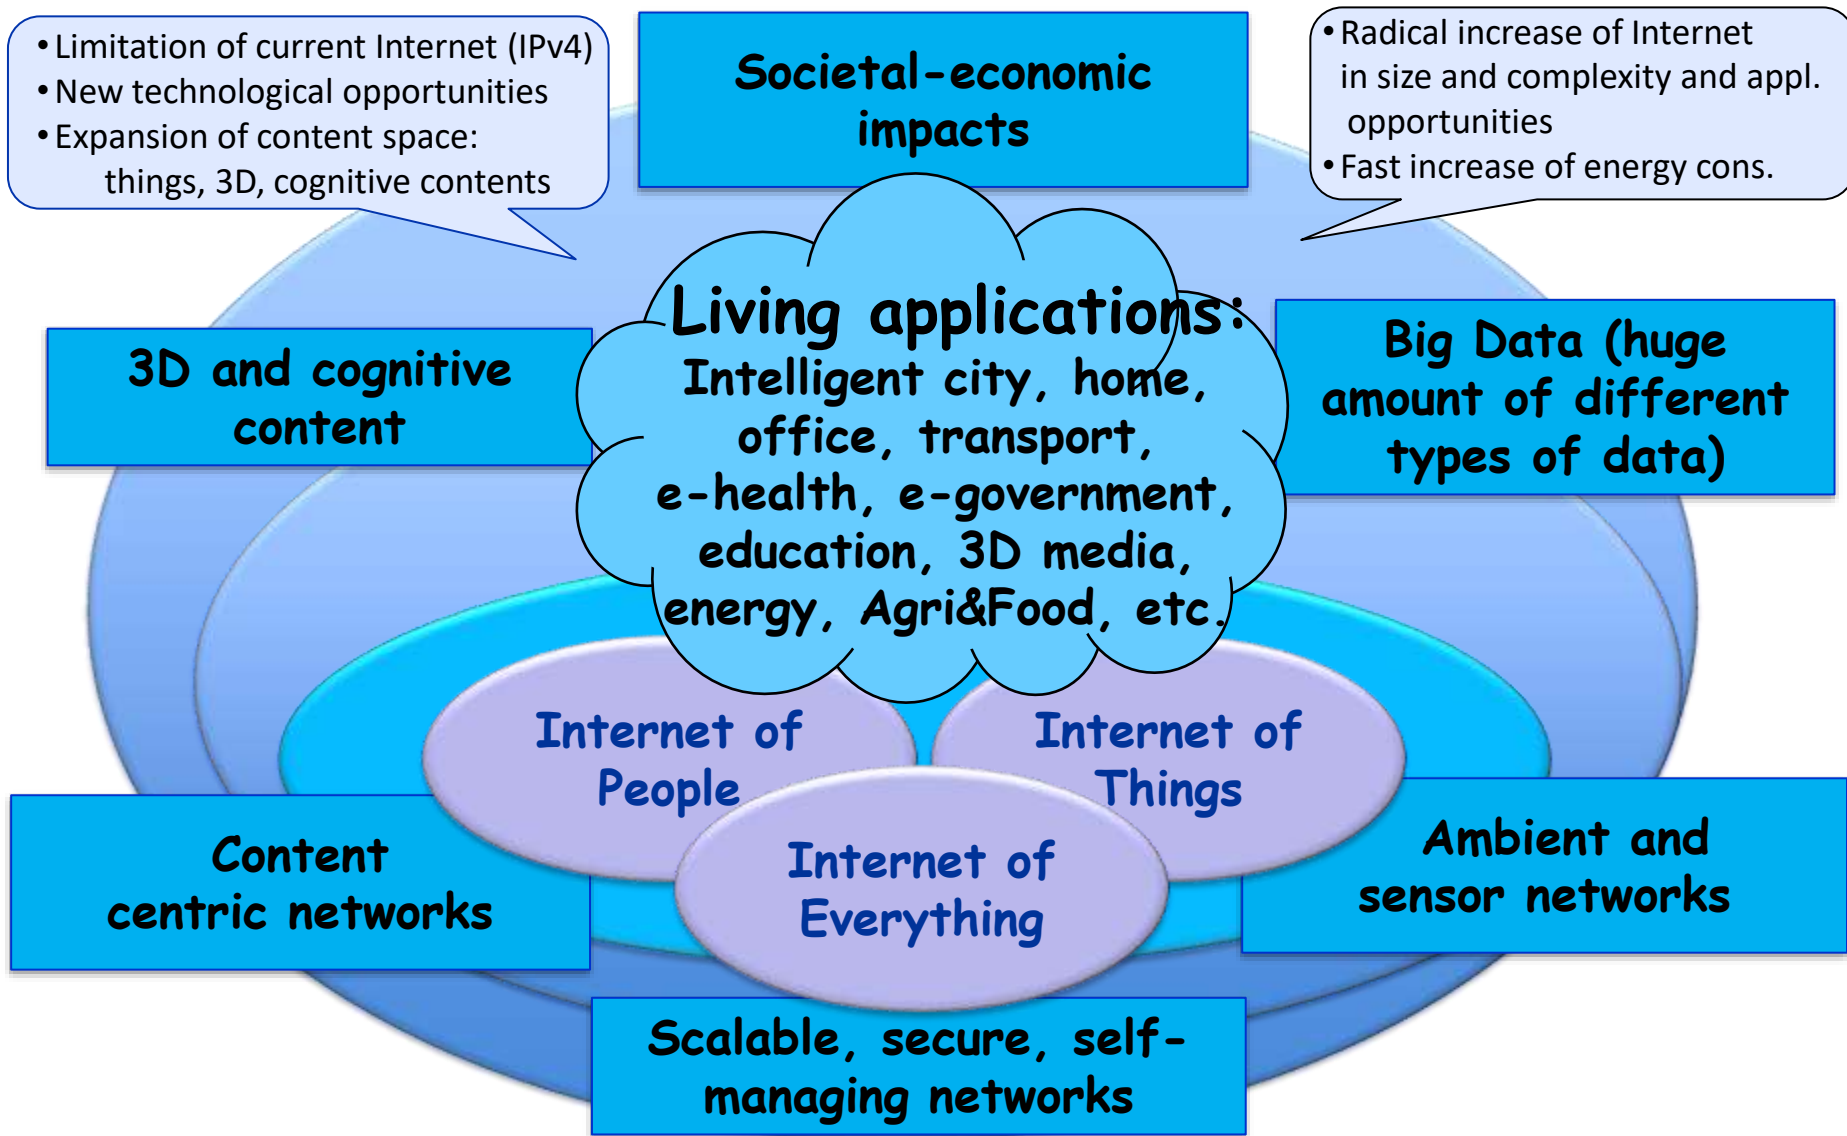 • Limitation of current Internet (IPv4)
• New technological opportunities
• Expansion of content space:
things, 3D, cognitive contents
Societal-economic
impacts
• Radical increase of Internet
in size and complexity and appl.
opportunities
• Fast increase of energy cons.
3D and cognitive
content
Living applications:
Intelligent city, home,
office, transport,
e-health, e-government,
education, 3D media,
energy, Agri&Food, etc.
Big Data (huge
amount of different
types of data)
Internet of
People
Internet of
Things
Internet of
Everything
Content
centric networks
Ambient and
sensor networks
Scalable, secure, self-
managing networks